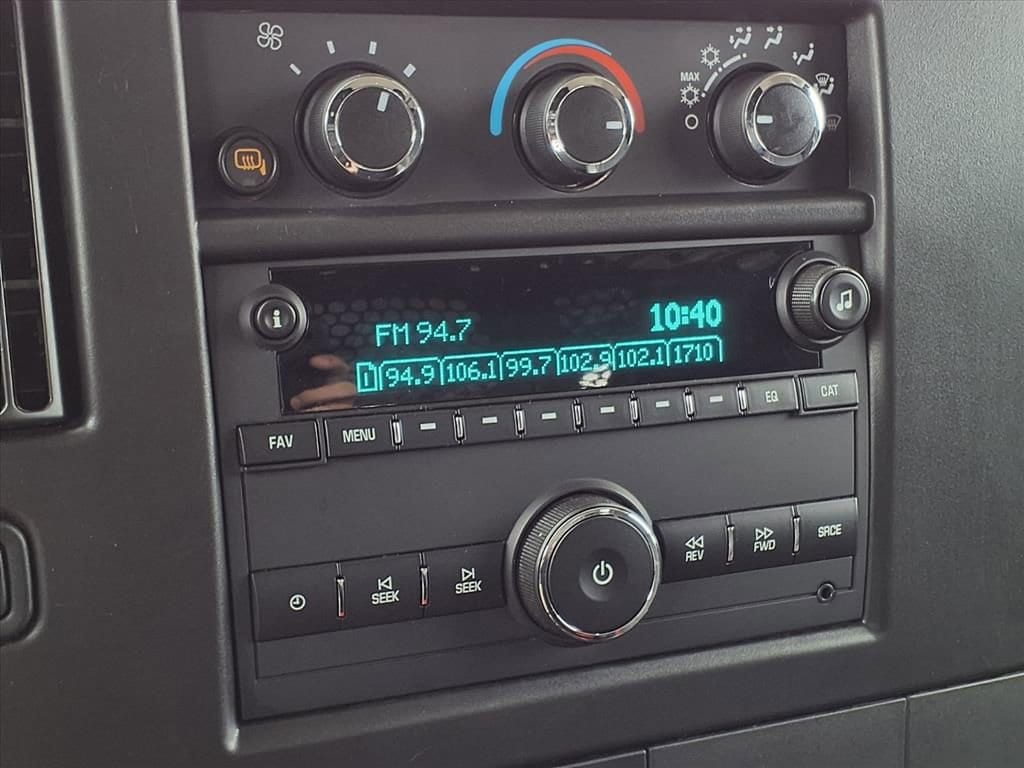 MAX
FM 94.7 10:40
1 94.9 106.1 99.7 102.9 102.1 1710
FAV MENU EQ CAT
SEEK SEEK REV FWD SRCE